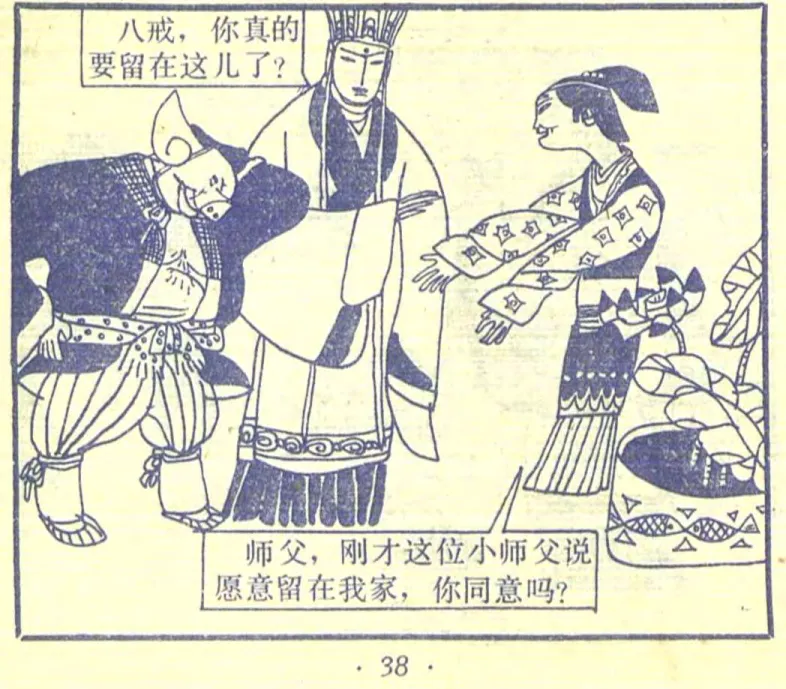 八戒，你真的
要留在这儿了?
师父，刚才这位小师父说
愿意留在我家，你同意吗?
· 38 ·